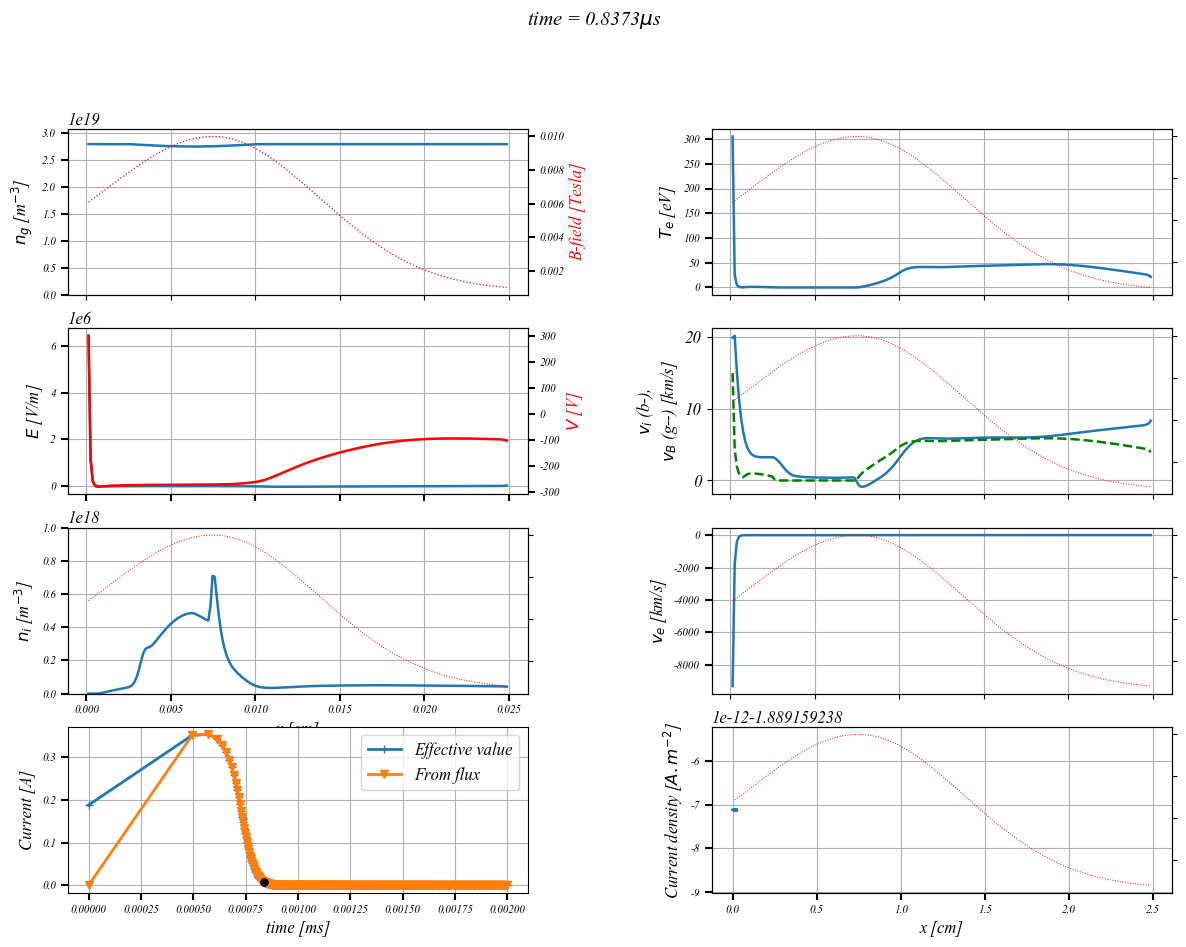 time = 0.8373μs
1e19
3.0
2.5
2.0
1.5
1.0
0.5
0.0
n_g [m^{-3}]
0.010
0.008
0.006
0.004
0.002
B-field [Tesla]
300
250
200
150
100
50
0
T_e [eV]
1e6
6
4
2
0
E [V/m]
300
200
100
0
-100
-200
-300
V [V]
20
10
0
v_i (b-),
v_B (g--) [km/s]
1e18
1.0
0.8
0.6
0.4
0.2
0.0
n_i [m^{-3}]
0.000 0.005 0.010 0.015 0.020 0.025
0
-2000
-4000
-6000
-8000
v_e [km/s]
0.3
0.2
0.1
0.0
Current [A]
Effective value
From flux
0.00000 0.00025 0.00050 0.00075 0.00100 0.00125 0.00150 0.00175 0.00200
time [ms]
1e-12-1.889159238
-6
-7
-8
-9
Current density [A.m^{-2}]
0.0 0.5 1.0 1.5 2.0 2.5
x [cm]